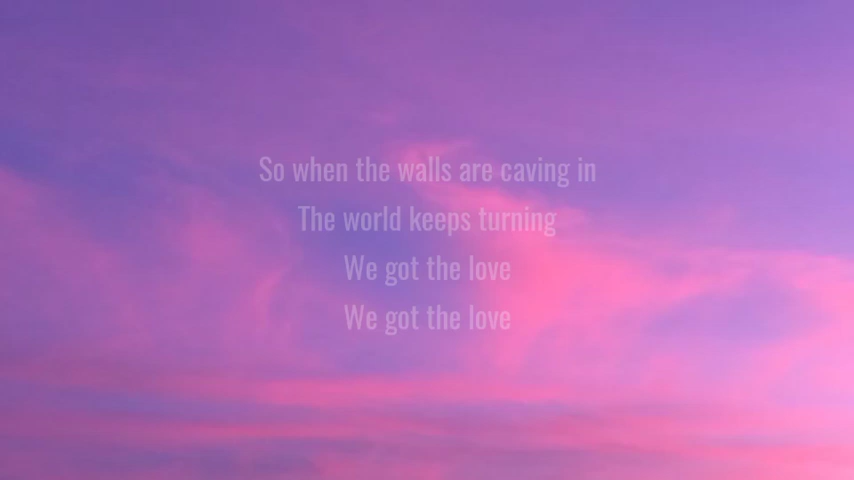 So when the walls are caving in
The world keeps turning
We got the love
We got the love